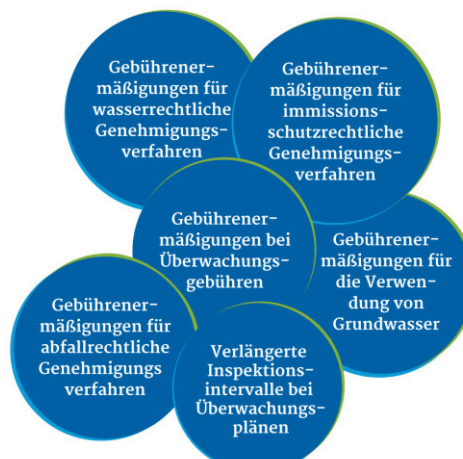 Gebührener-
mäßigungen für
wasserrechtliche
Genehmigungs-
verfahren
Gebührener-
mäßigungen für
immissions-
schutzrechtliche
Genehmigungs-
verfahren
Gebührener-
mäßigungen bei
Überwachungs-
gebühren
Gebührener-
mäßigungen für
die Verwen-
dung von
Grundwasser
Gebührener-
mäßigungen für
abfallrechtliche
Genehmigungs
verfahren
Verlängerte
Inspektions-
intervalle bei
Überwachungs-
plänen